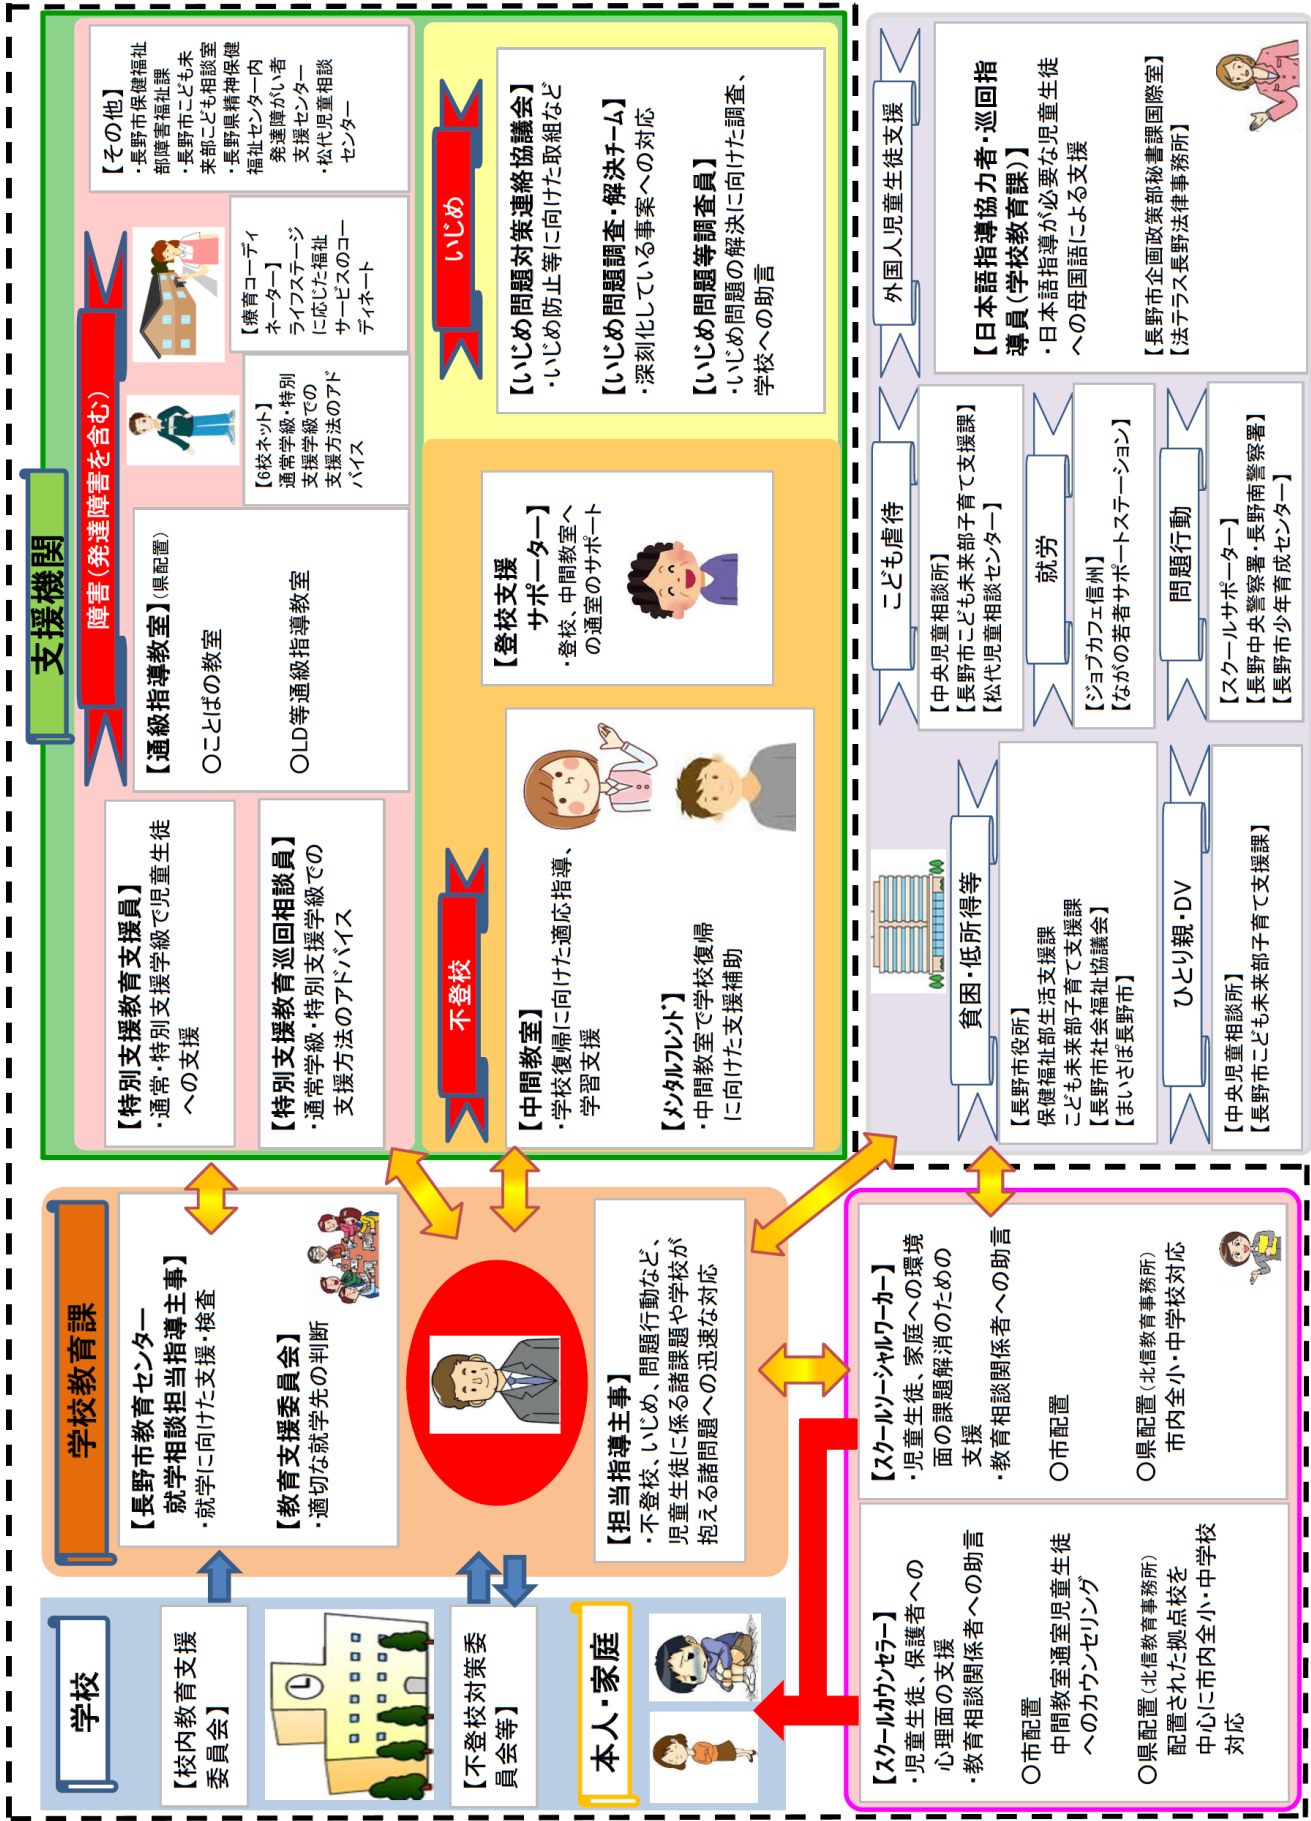 学校
【校内教育支援
委員会】
【不登校対策委
員会等】
本人・家庭
学校教育課
【長野市教育センター
就学相談担当指導主事】
・就学に向けた支援・検査
【教育支援委員会】
・適切な就学先の判断
【担当指導主事】
・不登校、いじめ、問題行動など、
児童生徒に係る諸課題や学校が
抱える諸問題への迅速な対応
支援機関
障害(発達障害を含む)
【特別支援教育支援員】
・通常・特別支援学級で児童生徒
への支援
【特別支援教育巡回相談員】
・通常学級・特別支援学級での
支援方法のアドバイス
【通級指導教室】(県配置)
○ことばの教室
○LD等通級指導教室
【6校ネット】
通常学級・特別
支援学級での
支援方法のアド
バイス
【療育コーディ
ネーター】
ライフステージ
に応じた福祉
サービスのコー
ディネート
【その他】
・長野市保健福祉
部障害福祉課
・長野市こども未
来部こども相談室
・長野県精神保健
福祉センター内
発達障がい者
支援センター
・松代児童相談
センター
不登校
【中間教室】
・学校復帰に向けた適応指導、
学習支援
【メンタルフレンド】
・中間教室で学校復帰
に向けた支援補助
【登校支援
サポーター】
・登校、中間教室へ
の通室のサポート
いじめ
【いじめ問題対策連絡協議会】
・いじめ防止等に向けた取組など
【いじめ問題調査・解決チーム】
・深刻化している事案への対応
【いじめ問題等調査員】
・いじめ問題の解決に向けた調査、
学校への助言
【スクールカウンセラー】
・児童生徒、保護者への
心理面の支援
・教育相談関係者への助言
○市配置
中間教室通室児童生徒
へのカウンセリング
○県配置(北信教育事務所)
配置された拠点校を
中心に市内全小・中学校
対応
【スクールソーシャルワーカー】
・児童生徒、家庭への環境
面の課題解消のための
支援
・教育相談関係者への助言
○市配置
○県配置(北信教育事務所)
市内全小・中学校対応
貧困・低所得等
【長野市役所】
保健福祉部生活支援課
こども未来部子育て支援課
【長野市社会福祉協議会】
【まいさぽ長野市】
ひとり親・DV
【中央児童相談所】
【長野市こども未来部子育て支援課】
こども虐待
【中央児童相談所】
【長野市こども未来部子育て支援課】
【松代児童相談センター】
就労
【ジョブカフェ信州】
【ながの若者サポートステーション】
問題行動
【スクールサポーター】
【長野中央警察署・長野南警察署】
【長野市少年育成センター】
外国人児童生徒支援
【日本語指導協力者・巡回指
導員(学校教育課)】
・日本語指導が必要な児童生徒
への母国語による支援
【長野市企画政策部秘書課国際室】
【法テラス長野法律事務所】